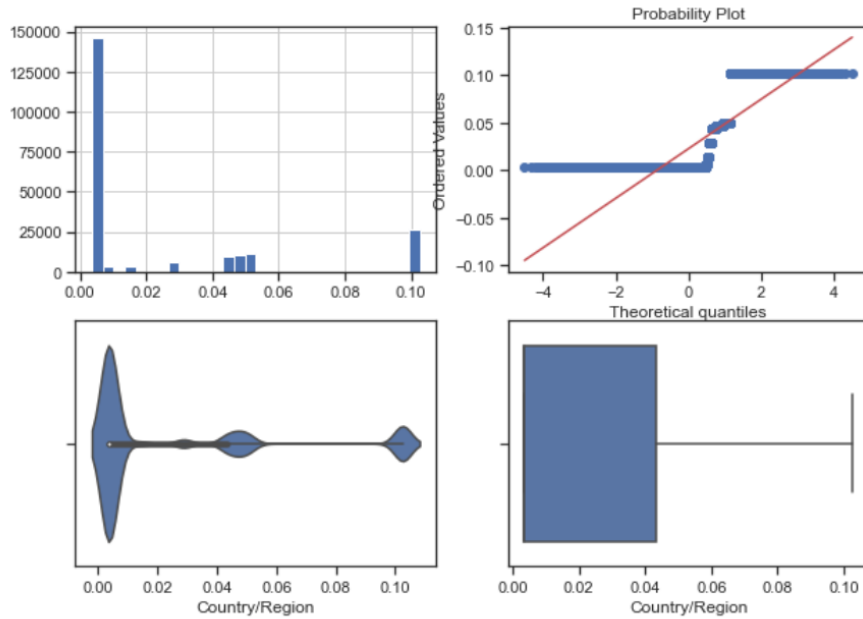 150000
125000
100000
75000
50000
25000
0
0.00 0.02 0.04 0.06 0.08 0.10
Probability Plot
Ordered Values
0.15
0.10
0.05
0.00
−0.05
−0.10
−4 −2 0 2 4
Theoretical quantiles
0.00 0.02 0.04 0.06 0.08 0.10
Country/Region
0.00 0.02 0.04 0.06 0.08 0.10
Country/Region